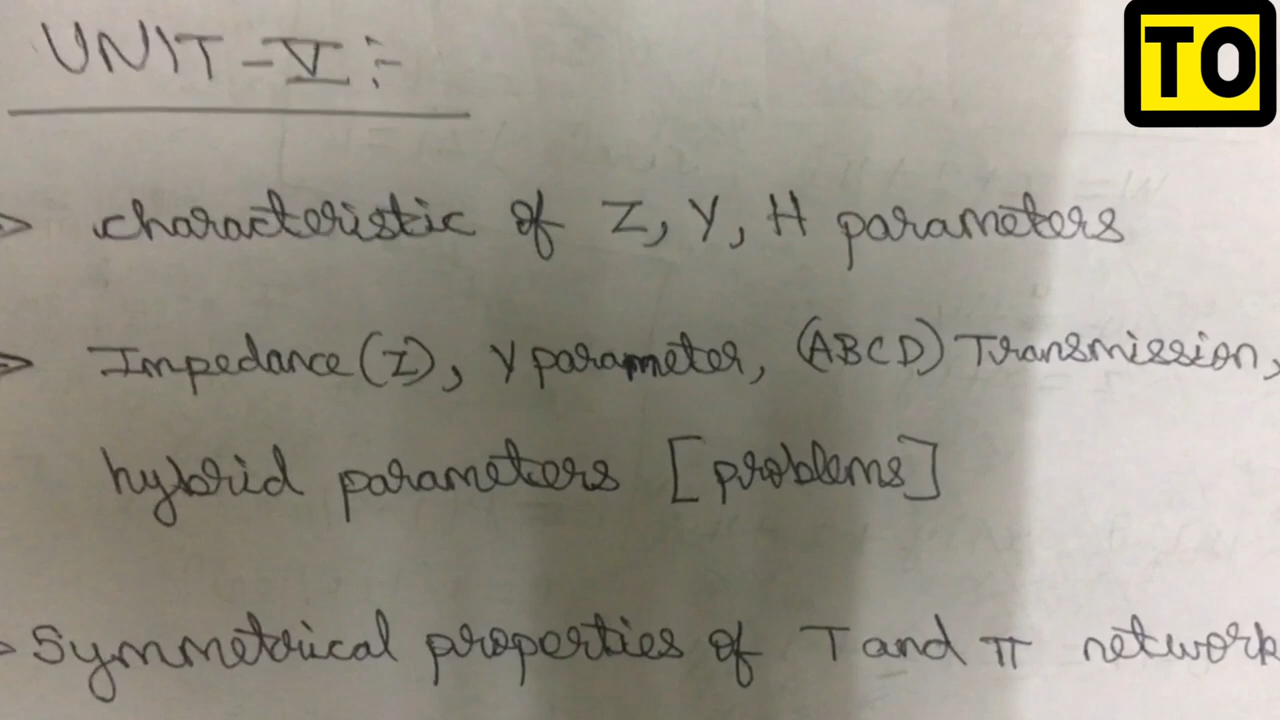 UNIT-V:-
TO
> characteristic of Z, Y, H parameters
> Impedance (Z), Y parameter, (ABCD) Transmission,
hybrid parameters [problems]
> Symmetrical properties of T and π network